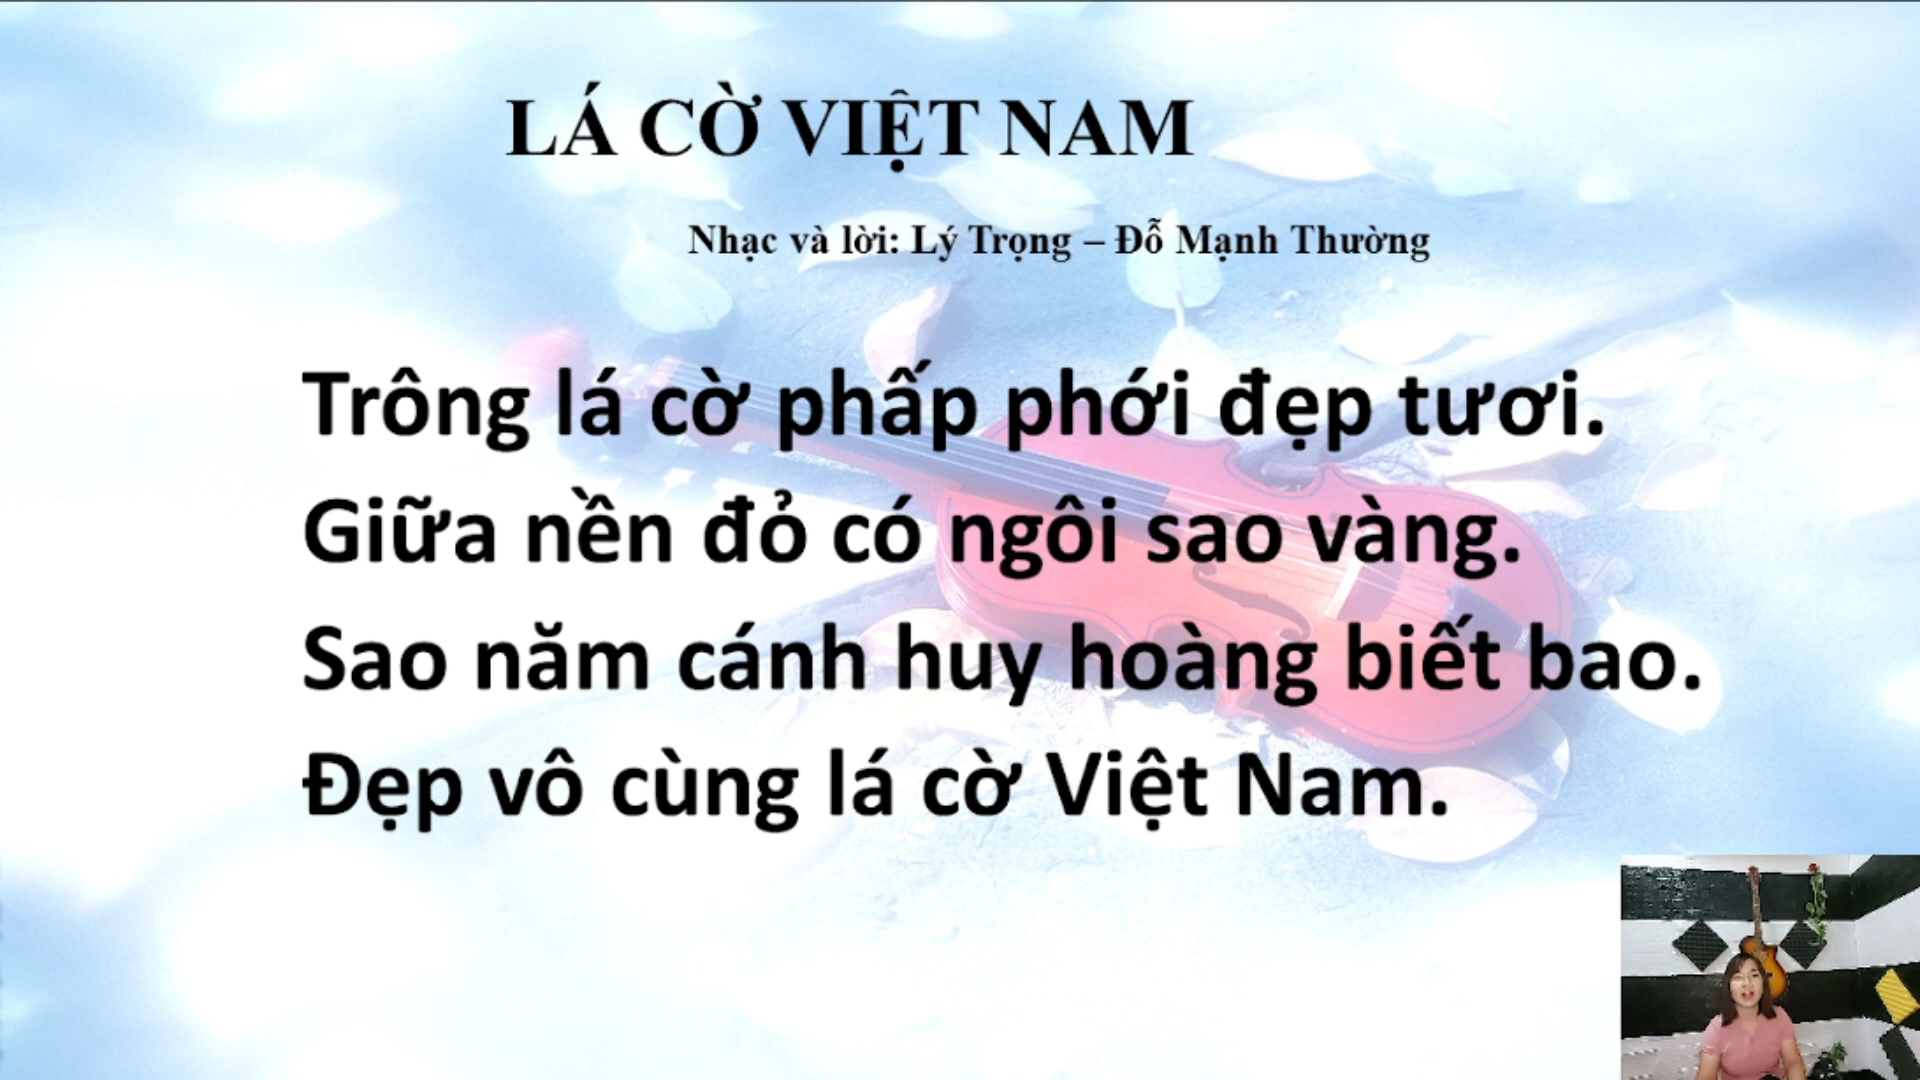 LÁ CỜ VIỆT NAM
Nhạc và lời: Lý Trọng – Đỗ Mạnh Thường
Trông lá cờ phấp phới đẹp tươi.
Giữa nền đỏ có ngôi sao vàng.
Sao năm cánh huy hoàng biết bao.
Đẹp vô cùng lá cờ Việt Nam.